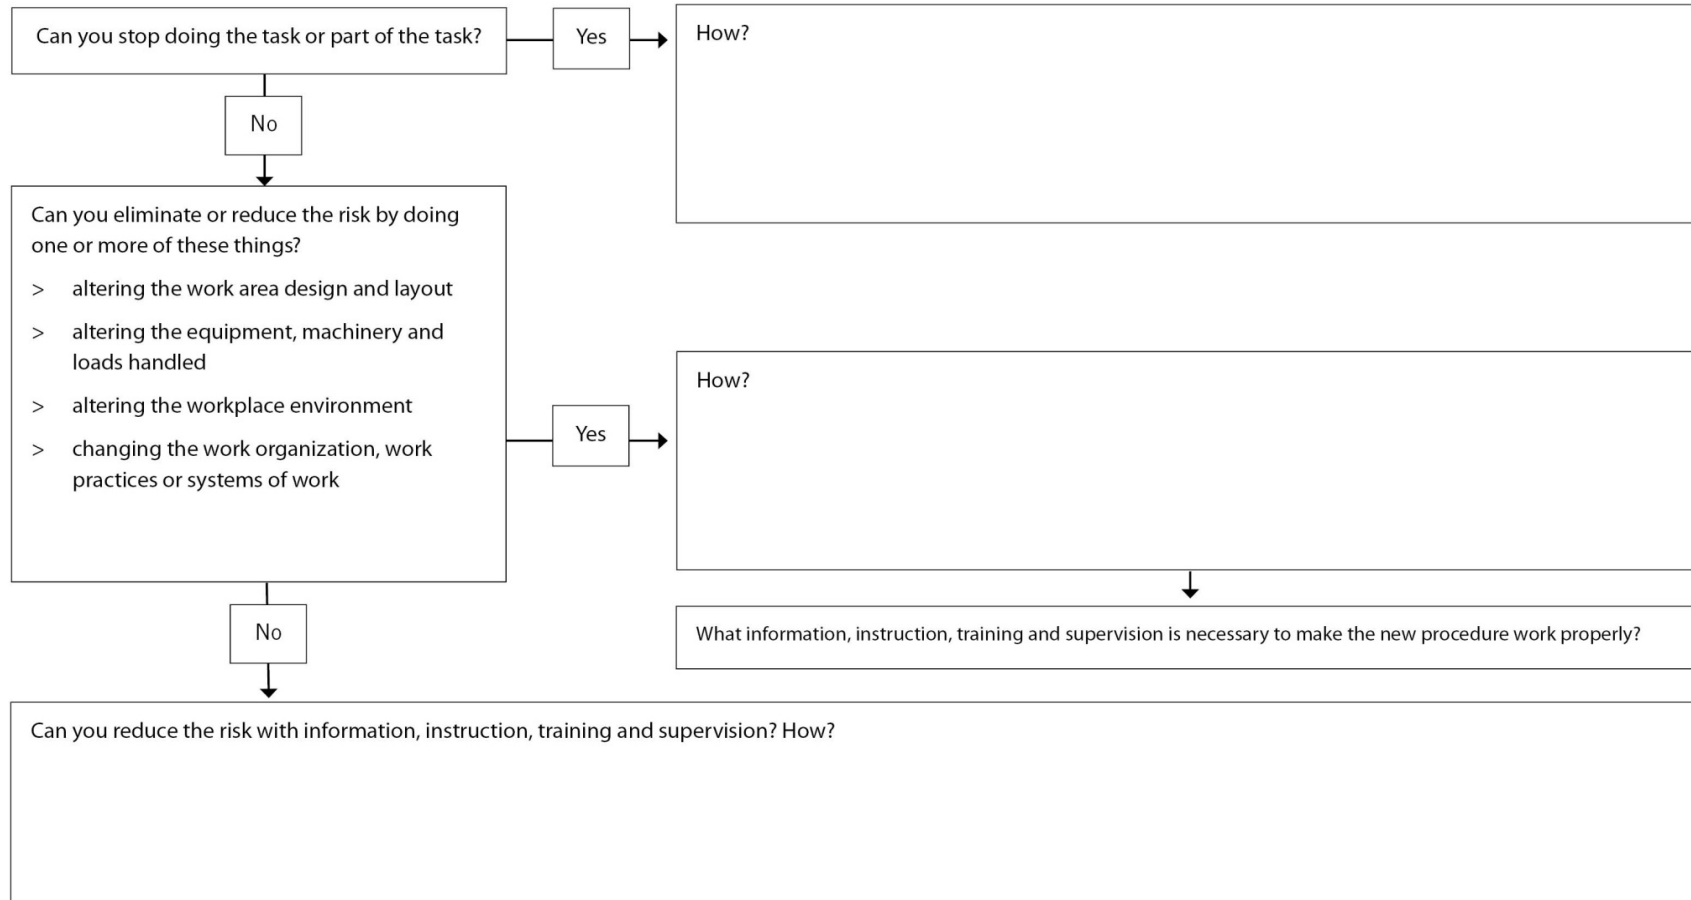 Can you stop doing the task or part of the task?
Yes
How?
No
Can you eliminate or reduce the risk by doing
one or more of these things?
> altering the work area design and layout
> altering the equipment, machinery and
loads handled
> altering the workplace environment
> changing the work organization, work
practices or systems of work
Yes
How?
What information, instruction, training and supervision is necessary to make the new procedure work properly?
No
Can you reduce the risk with information, instruction, training and supervision? How?